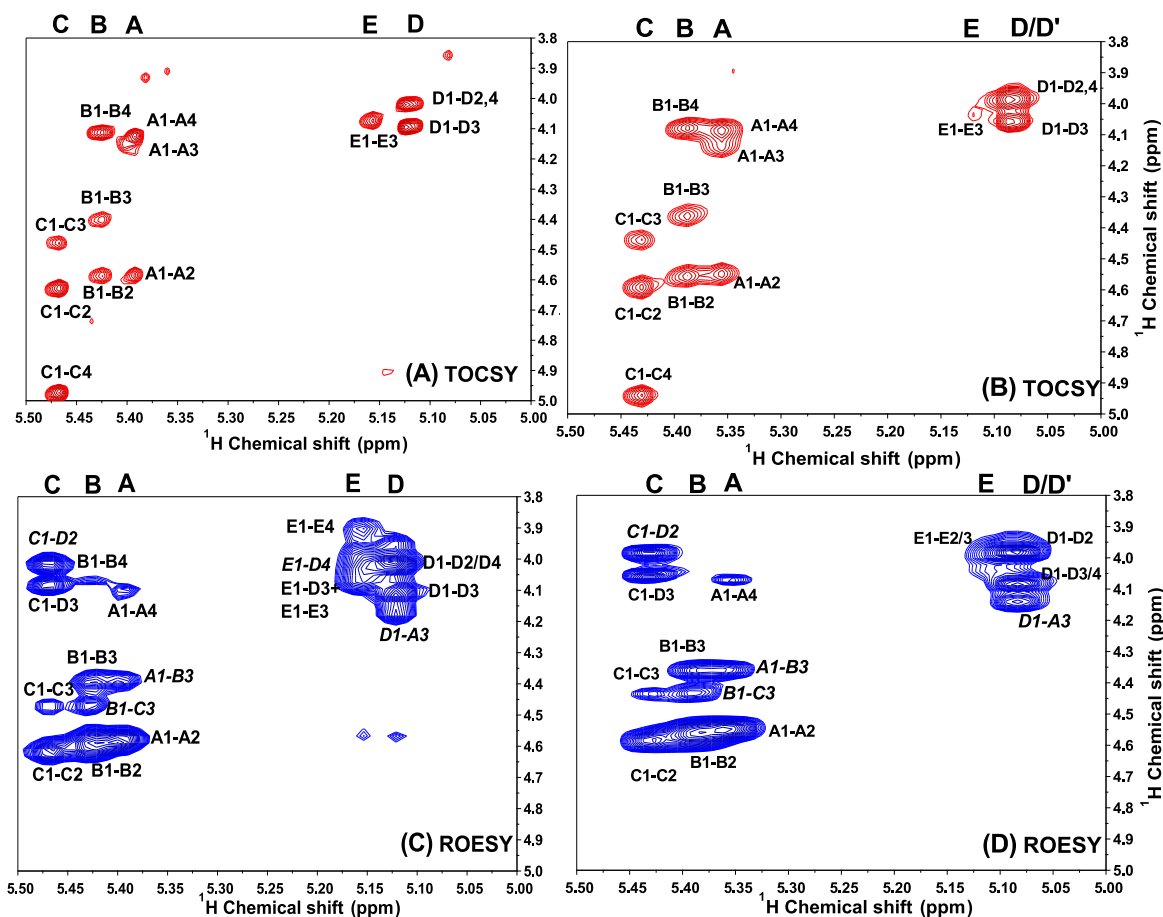 C B A E D
3.8
3.9
4.0
4.1
4.2
4.3
4.4
4.5
4.6
4.7
4.8
4.9
5.0
B1-B4
A1-A4
A1-A3
D1-D2,4
D1-D3
E1-E3
B1-B3
C1-C3
A1-A2
B1-B2
C1-C2
C1-C4
(A) TOCSY
5.50 5.45 5.40 5.35 5.30 5.25 5.20 5.15 5.10 5.05 5.00
¹H Chemical shift (ppm)
¹H Chemical shift (ppm)
C B A E D/D'
3.8
3.9
4.0
4.1
4.2
4.3
4.4
4.5
4.6
4.7
4.8
4.9
5.0
D1-D2,4
B1-B4
A1-A4
E1-E3
D1-D3
A1-A3
B1-B3
C1-C3
A1-A2
B1-B2
C1-C2
C1-C4
(B) TOCSY
5.50 5.45 5.40 5.35 5.30 5.25 5.20 5.15 5.10 5.05 5.00
¹H Chemical shift (ppm)
¹H Chemical shift (ppm)
C B A E D
3.8
3.9
4.0
4.1
4.2
4.3
4.4
4.5
4.6
4.7
4.8
4.9
5.0
C1-D2
E1-E4
B1-B4
E1-D4
D1-D2/D4
C1-D3
A1-A4
E1-D3+
E1-E3
D1-D3
D1-A3
B1-B3
C1-C3
A1-B3
B1-C3
A1-A2
C1-C2
B1-B2
(C) ROESY
5.50 5.45 5.40 5.35 5.30 5.25 5.20 5.15 5.10 5.05 5.00
¹H Chemical shift (ppm)
¹H Chemical shift (ppm)
C B A E D/D'
3.8
3.9
4.0
4.1
4.2
4.3
4.4
4.5
4.6
4.7
4.8
4.9
5.0
C1-D2
E1-E2/3
D1-D2
C1-D3
A1-A4
D1-D3/4
D1-A3
B1-B3
C1-C3
A1-B3
B1-C3
A1-A2
C1-C2
B1-B2
(D) ROESY
5.50 5.45 5.40 5.35 5.30 5.25 5.20 5.15 5.10 5.05 5.00
¹H Chemical shift (ppm)
¹H Chemical shift (ppm)